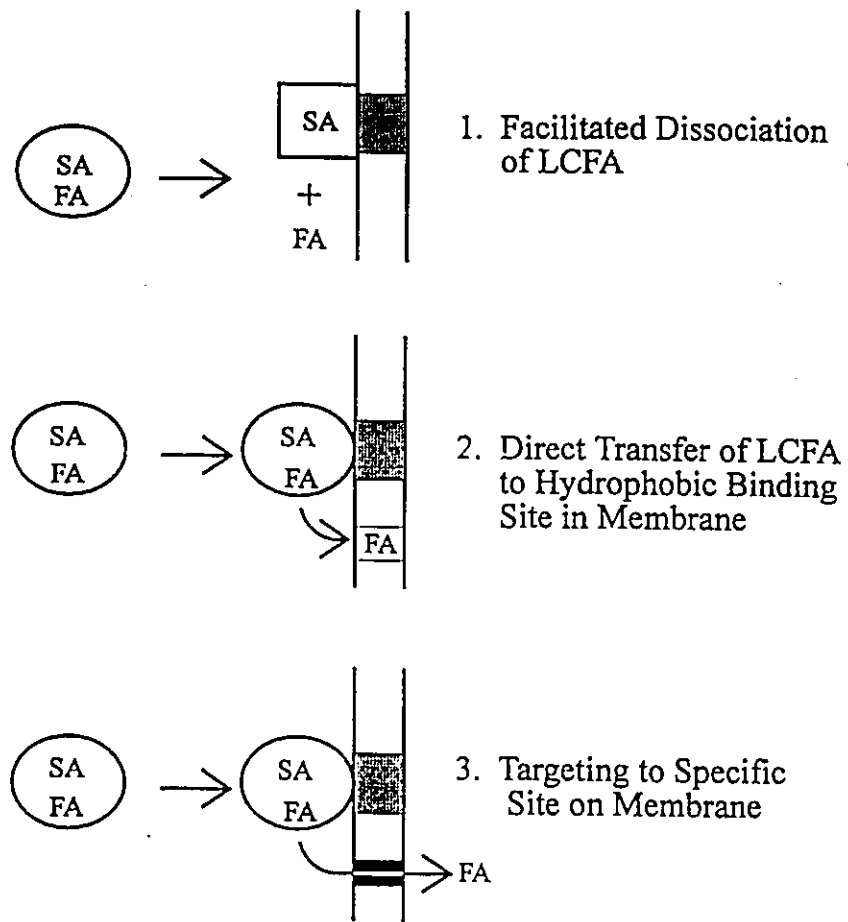 SA
FA
SA
+
FA
1. Facilitated Dissociation
of LCFA
SA
FA
SA
FA
FA
2. Direct Transfer of LCFA
to Hydrophobic Binding
Site in Membrane
SA
FA
SA
FA
FA
3. Targeting to Specific
Site on Membrane